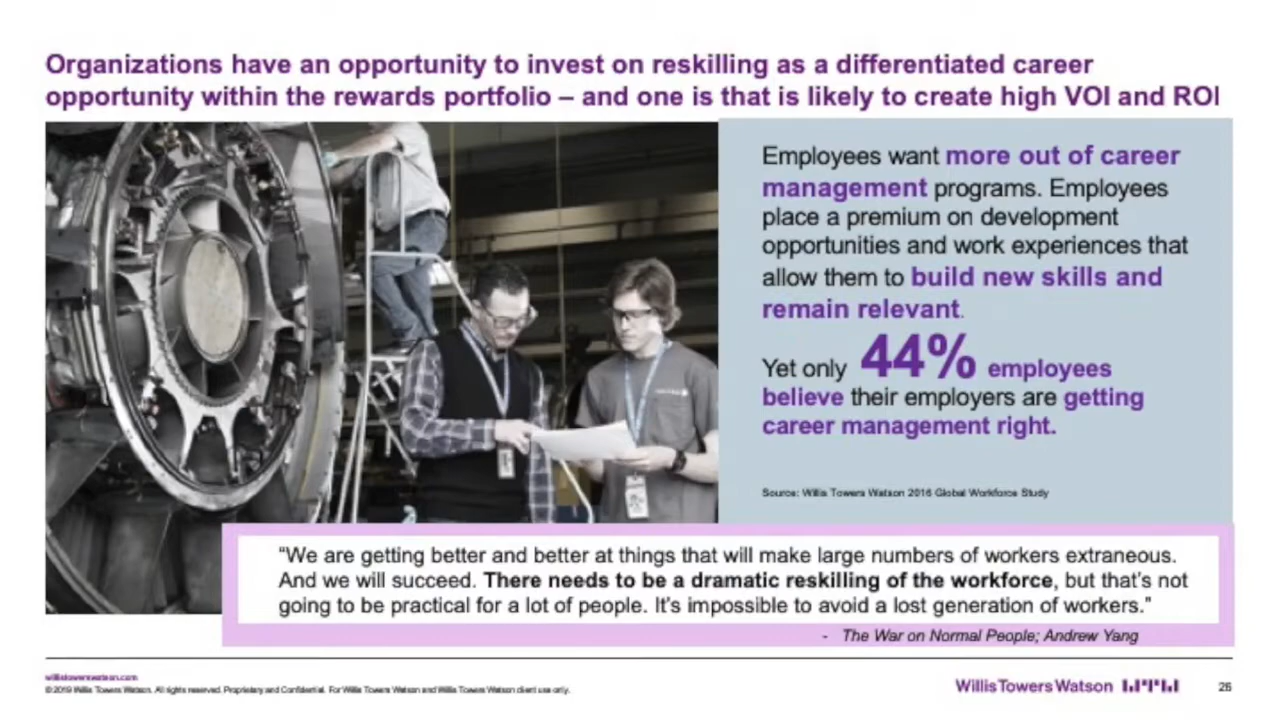 Organizations have an opportunity to invest on reskilling as a differentiated career
opportunity within the rewards portfolio – and one is that is likely to create high VOI and ROI
Employees want more out of career
management programs. Employees
place a premium on development
opportunities and work experiences that
allow them to build new skills and
remain relevant.
Yet only 44% employees
believe their employers are getting
career management right.
Source: Willis Towers Watson 2016 Global Workforce Study
“We are getting better and better at things that will make large numbers of workers extraneous.
And we will succeed. There needs to be a dramatic reskilling of the workforce, but that’s not
going to be practical for a lot of people. It’s impossible to avoid a lost generation of workers.”
- The War on Normal People; Andrew Yang
willistowerswatson.com
© 2019 Willis Towers Watson. All rights reserved. Proprietary and Confidential. For Willis Towers Watson and Willis Towers Watson client use only.
Willis Towers Watson
26